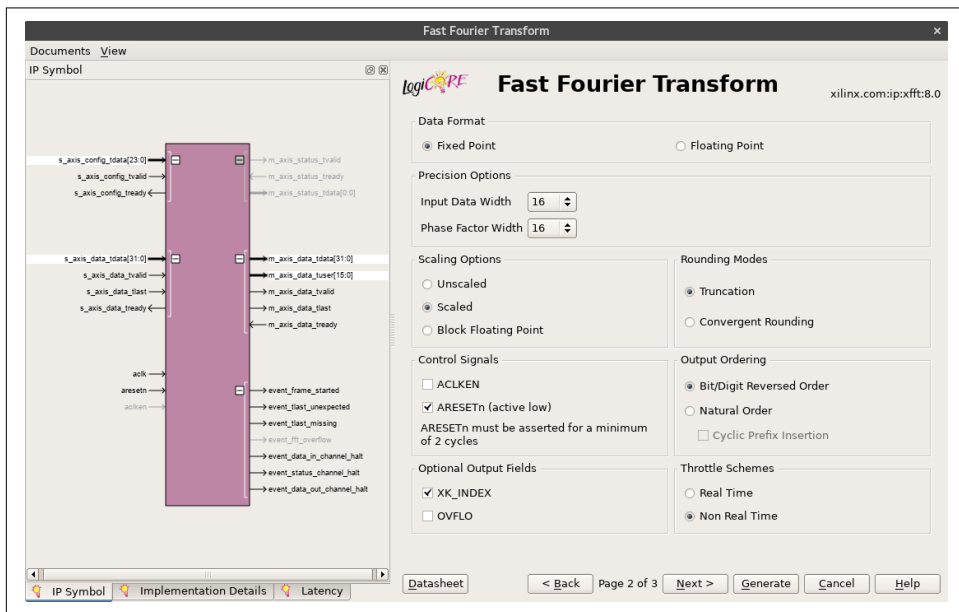 Fast Fourier Transform
×
Documents View
IP Symbol
s_axis_config_tdata[23:0]
s_axis_config_tvalid
s_axis_config_tready
s_axis_data_tdata[31:0]
s_axis_data_tvalid
s_axis_data_tlast
s_axis_data_tready
aclk
aresetn
aclken
m_axis_status_tvalid
m_axis_status_tready
m_axis_status_tdata[0:0]
m_axis_data_tdata[31:0]
m_axis_data_tuser[15:0]
m_axis_data_tvalid
m_axis_data_tlast
m_axis_data_tready
event_frame_started
event_tlast_unexpected
event_tlast_missing
event_fft_overflow
event_data_in_channel_halt
event_status_channel_halt
event_data_out_channel_halt
IP Symbol Implementation Details Latency
LogiCORE
Fast Fourier Transform
xilinx.com:ip:xfft:8.0
Data Format
Fixed Point Floating Point
Precision Options
Input Data Width 16
Phase Factor Width 16
Scaling Options
Unscaled
Scaled
Block Floating Point
Rounding Modes
Truncation
Convergent Rounding
Control Signals
ACLKEN
ARESETn (active low)
ARESETn must be asserted for a minimum
of 2 cycles
Output Ordering
Bit/Digit Reversed Order
Natural Order
Cyclic Prefix Insertion
Optional Output Fields
XK_INDEX
OVFLO
Throttle Schemes
Real Time
Non Real Time
Datasheet < Back Page 2 of 3 Next > Generate Cancel Help